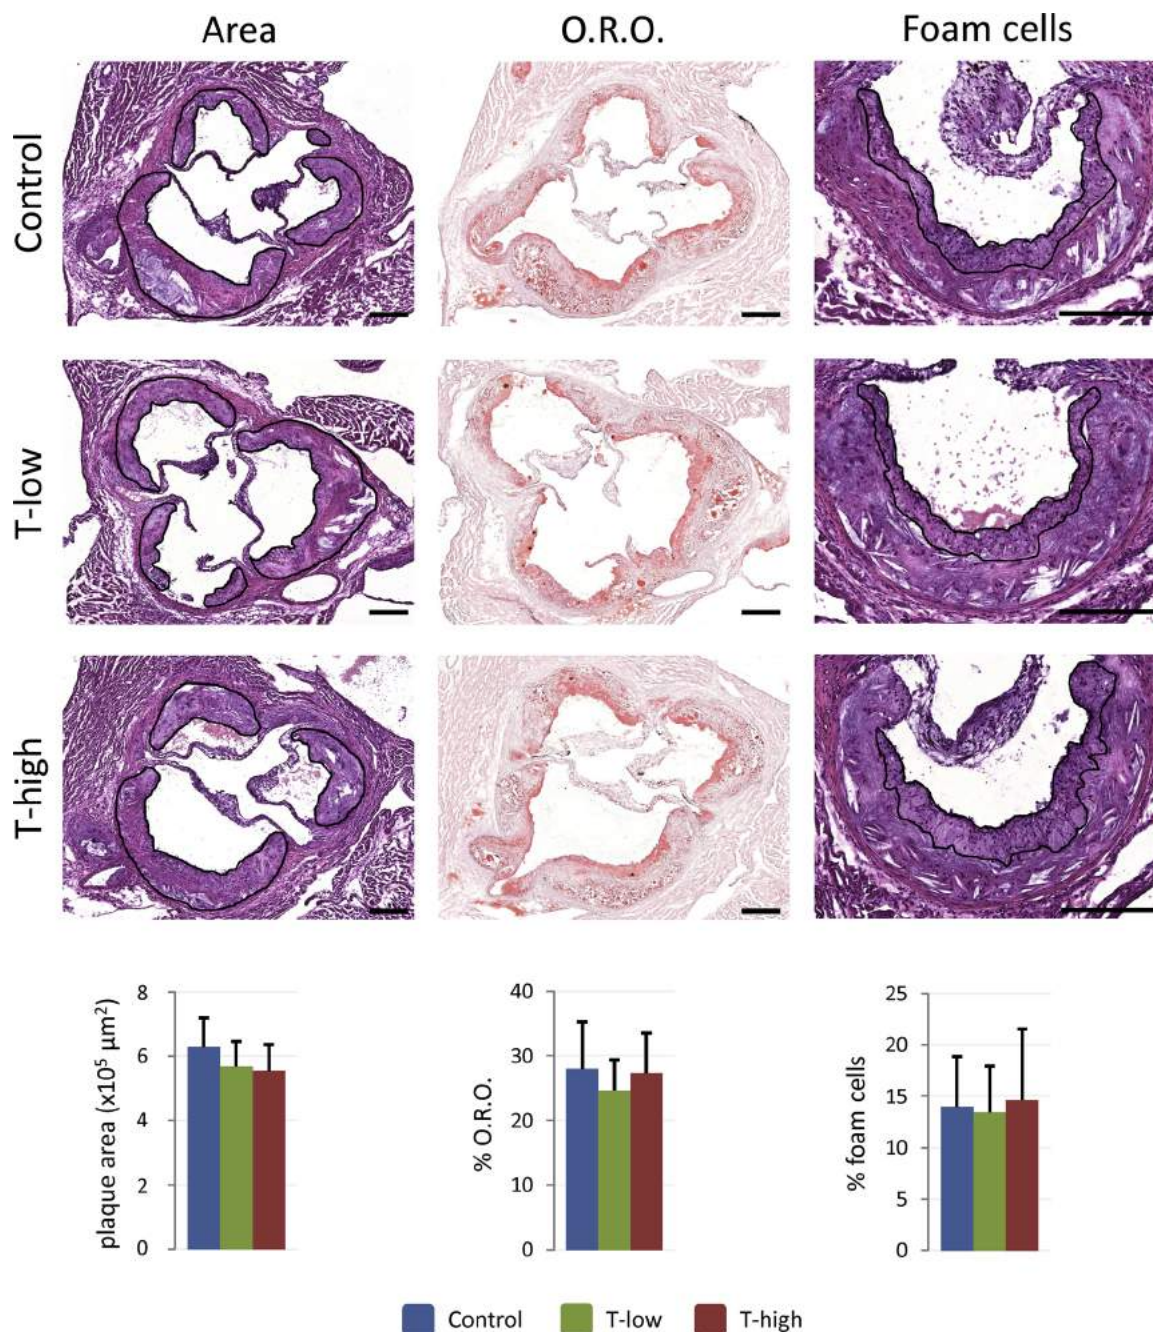 Area O.R.O. Foam cells
Control
T-low
T-high
plaque area (x10⁵ µm²)
8
6
4
2
0
% O.R.O.
40
30
20
10
0
% foam cells
25
20
15
10
5
0
Control T-low T-high